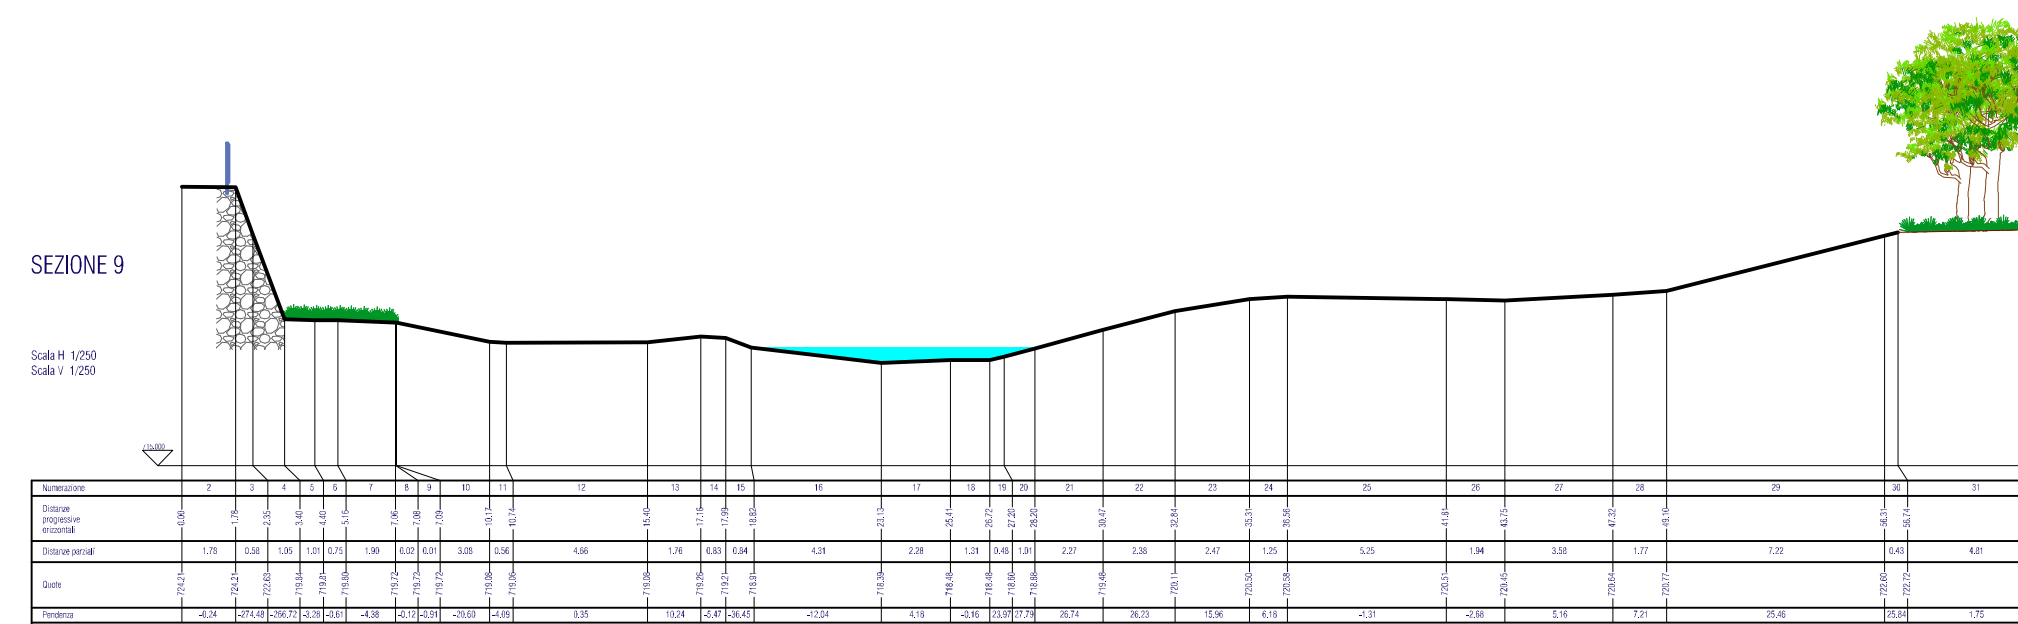 SEZIONE 9
Scala H 1/250
Scala V 1/250
715.000
Numerazione 2 3 4 5 6 7 8 9 10 11 12 13 14 15 16 17 18 19 20 21 22 23 24 25 26 27 28 29 30 31
Distanze
progressive
orizzontali
0.00 1.78 2.35 3.40 4.40 5.16 7.06 7.08 7.09 10.17 10.74 15.40 17.16 17.99 18.82 23.13 25.41 26.72 27.20 28.20 30.47 32.84 35.31 36.56 41.81 43.75 47.32 49.10 56.31 56.74
Distanze parziali 1.78 0.58 1.05 1.01 0.75 1.90 0.02 0.01 3.08 0.56 4.66 1.76 0.83 0.84 4.31 2.28 1.31 0.48 1.01 2.27 2.38 2.47 1.25 5.25 1.94 3.58 1.77 7.22 0.43 4.81
Quote 724.21 724.21 722.63 719.84 719.81 719.80 719.72 719.72 719.72 719.08 719.06 719.08 719.26 719.21 718.91 718.39 718.48 718.48 718.60 718.88 719.48 720.11 720.50 720.58 720.51 720.45 720.64 720.77 722.60 722.72
Pendenza -0.24 -274.48 -266.72 -3.28 -0.61 -4.38 -0.12 -0.91 -20.60 -4.09 0.35 10.24 -5.47 -36.45 -12.04 4.18 -0.16 23.97 27.79 26.74 26.23 15.96 6.18 -1.31 -2.68 5.16 7.21 25.46 25.84 1.75